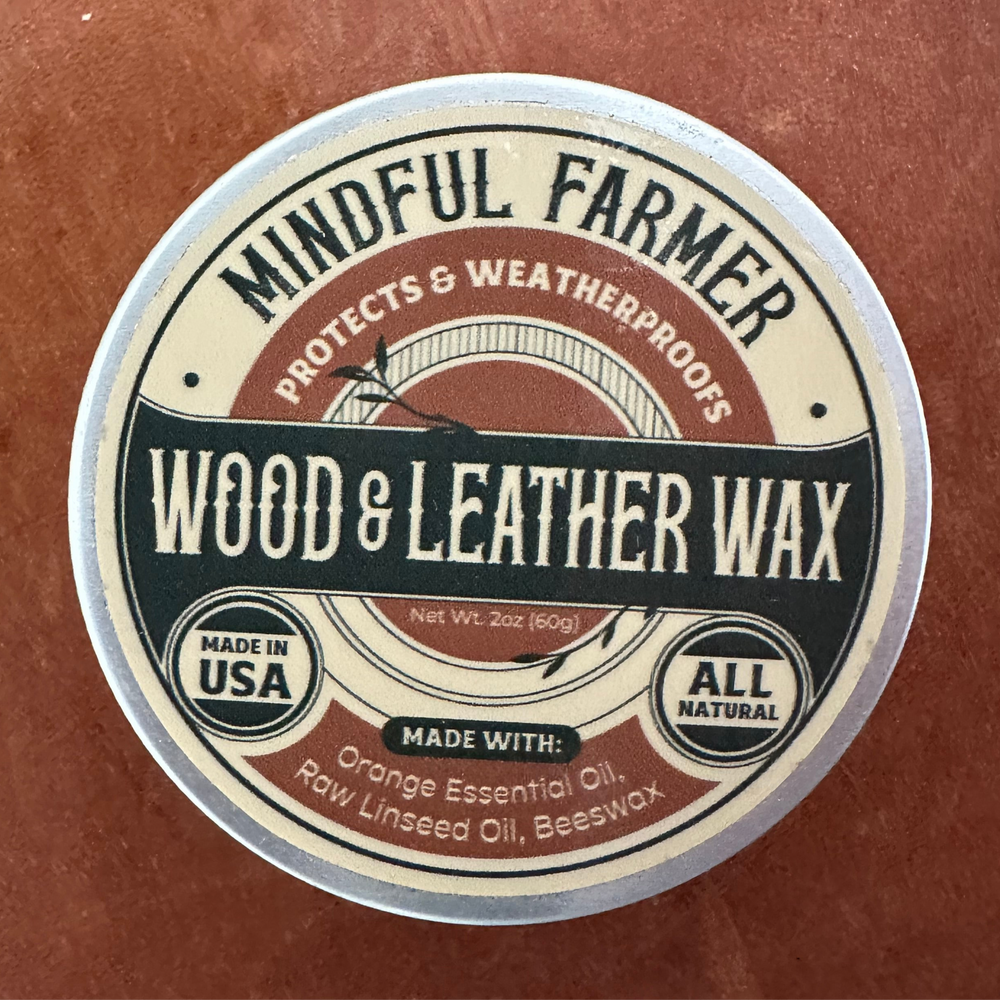 MINDFUL FARMER
PROTECTS & WEATHERPROOFS
WOOD & LEATHER WAX
Net Wt. 2oz (60g)
MADE IN
USA
ALL
NATURAL
MADE WITH:
Orange Essential Oil,
Raw Linseed Oil, Beeswax